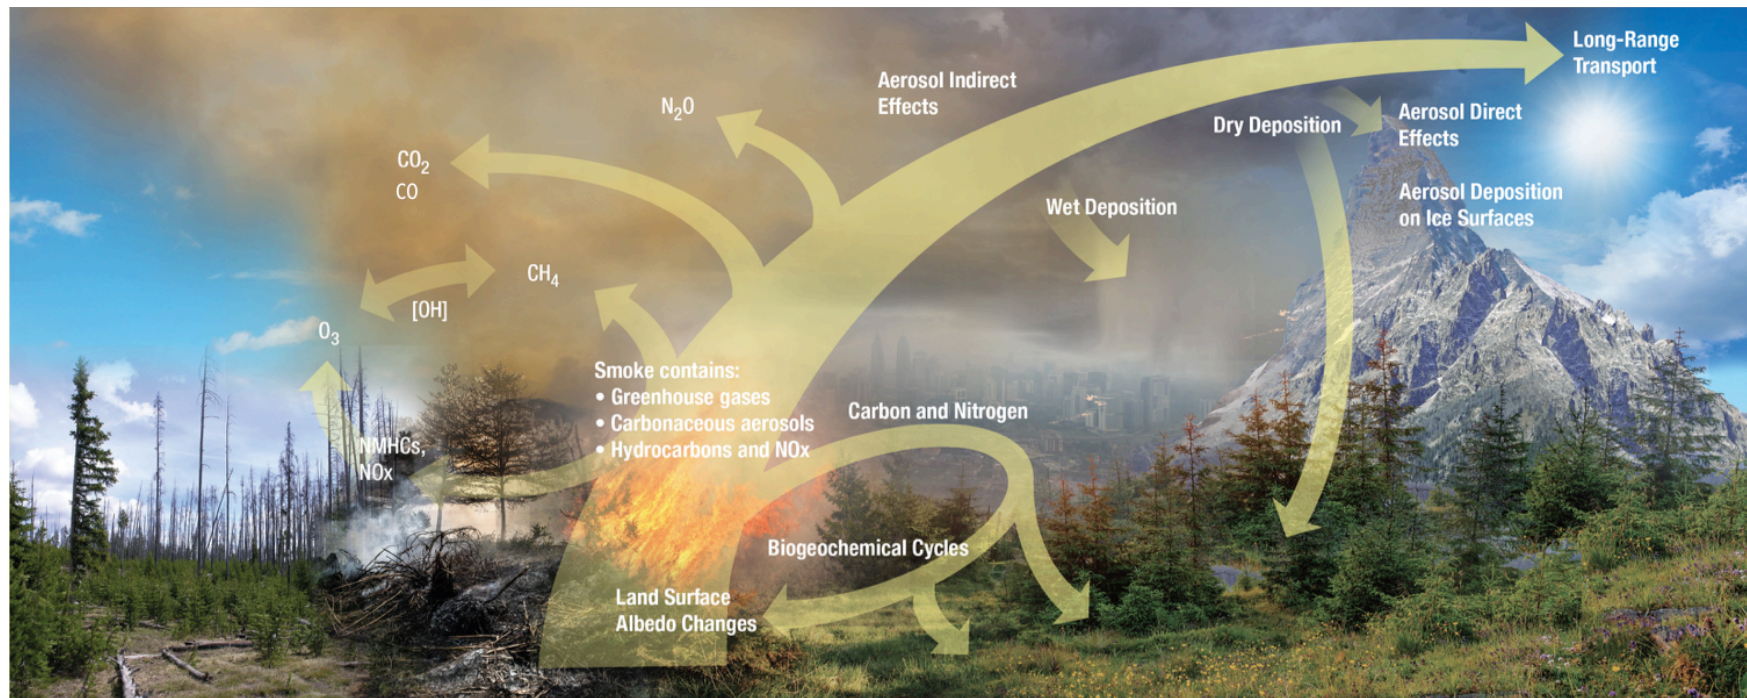 Long-Range
Transport
Aerosol Indirect
Effects
N₂O
Aerosol Direct
Effects
Dry Deposition
CO₂
CO
Aerosol Deposition
on Ice Surfaces
Wet Deposition
CH₄
[OH]
O₃
Smoke contains:
• Greenhouse gases
• Carbonaceous aerosols
• Hydrocarbons and NOx
Carbon and Nitrogen
NMHCs,
NOx
Biogeochemical Cycles
Land Surface
Albedo Changes